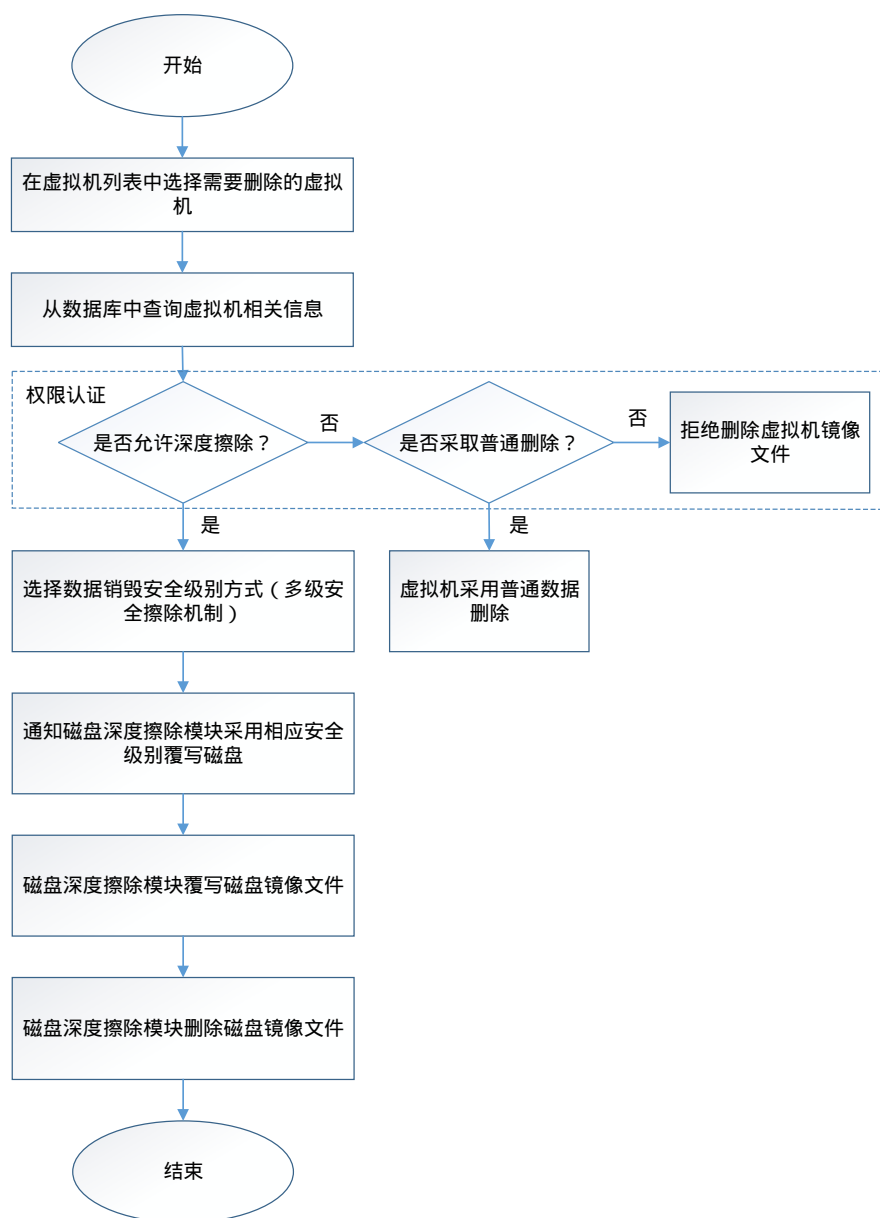 开始
在虚拟机列表中选择需要删除的虚拟
机
从数据库中查询虚拟机相关信息
权限认证
是否允许深度擦除？
否
是否采取普通删除？
否
拒绝删除虚拟机镜像
文件
是
是
选择数据销毁安全级别方式（多级安
全擦除机制）
虚拟机采用普通数据
删除
通知磁盘深度擦除模块采用相应安全
级别覆写磁盘
磁盘深度擦除模块覆写磁盘镜像文件
磁盘深度擦除模块删除磁盘镜像文件
结束